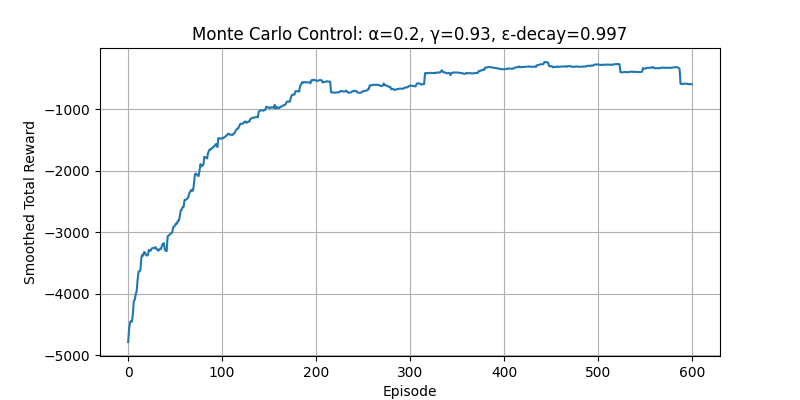 Monte Carlo Control: α=0.2, γ=0.93, ε-decay=0.997
Smoothed Total Reward
−1000
−2000
−3000
−4000
−5000
0 100 200 300 400 500 600
Episode